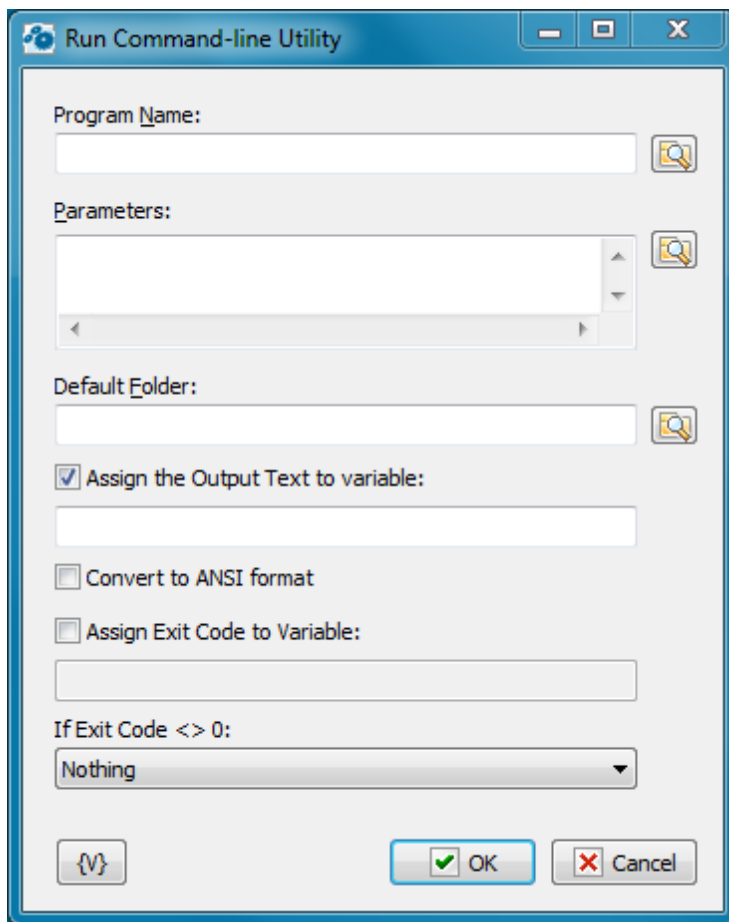 Run Command-line Utility
Program Name:
Parameters:
Default Folder:
Assign the Output Text to variable:
Convert to ANSI format
Assign Exit Code to Variable:
If Exit Code <> 0:
Nothing
{V} OK Cancel